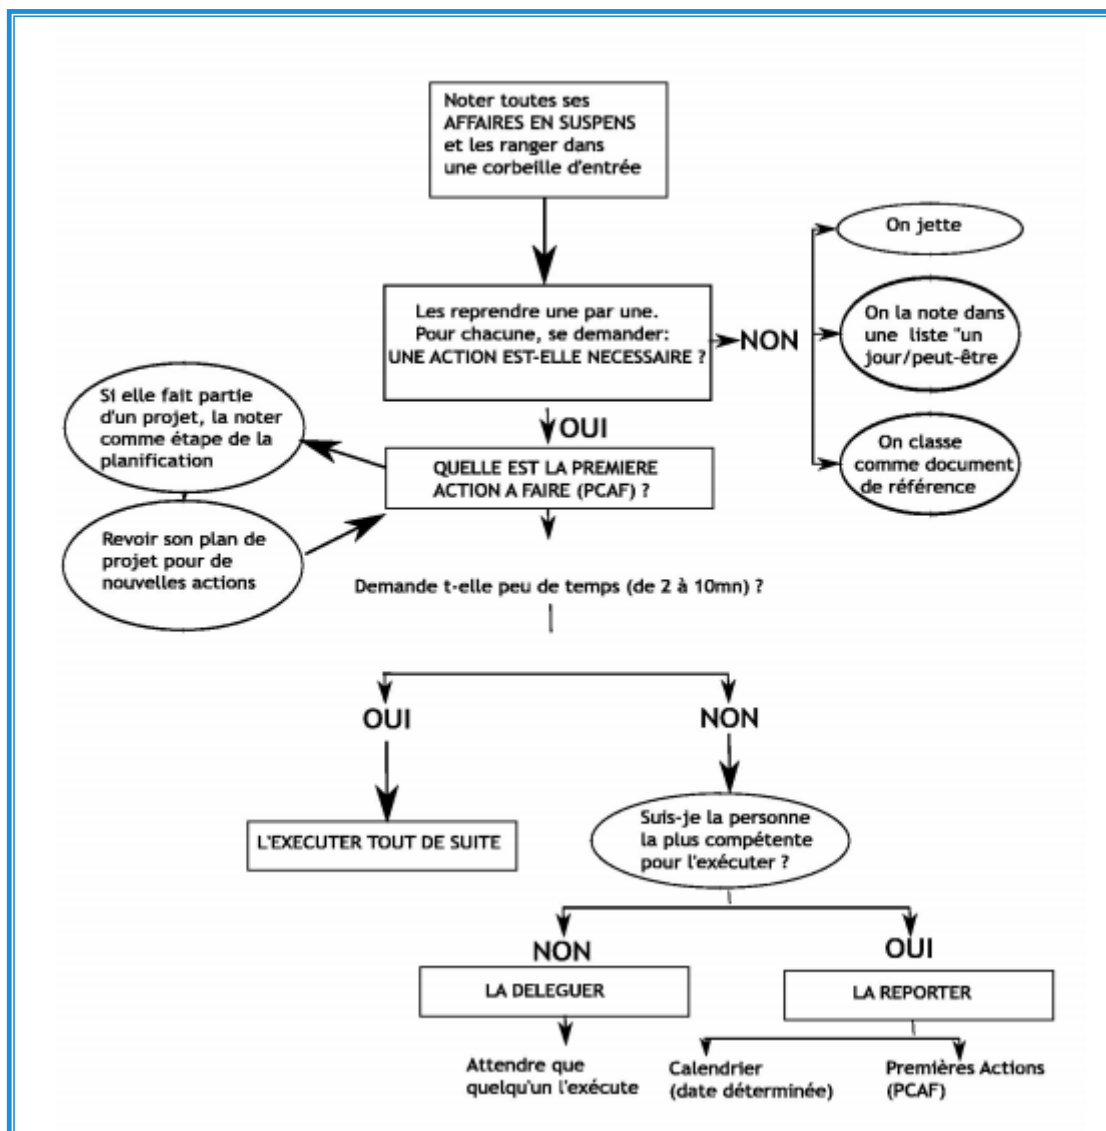 Noter toutes ses
AFFAIRES EN SUSPENS
et les ranger dans
une corbeille d'entrée
On jette
Les reprendre une par une.
Pour chacune, se demander:
UNE ACTION EST-ELLE NECESSAIRE ?
NON
On la note dans
une liste "un
jour/peut-être
Si elle fait partie
d'un projet, la noter
comme étape de la
planification
OUI
On classe
comme document
de référence
QUELLE EST LA PREMIERE
ACTION A FAIRE (PCAF) ?
Revoir son plan de
projet pour de
nouvelles actions
Demande t-elle peu de temps (de 2 à 10mn) ?
OUI
NON
L'EXECUTER TOUT DE SUITE
Suis-je la personne
la plus compétente
pour l'exécuter ?
NON
OUI
LA DELEGUER
LA REPORTER
Attendre que
quelqu'un l'exécute
Calendrier
(date déterminée)
Premières Actions
(PCAF)